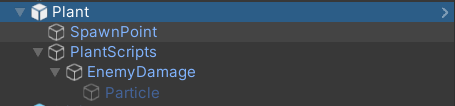 Plant
SpawnPoint
PlantScripts
EnemyDamage
Particle